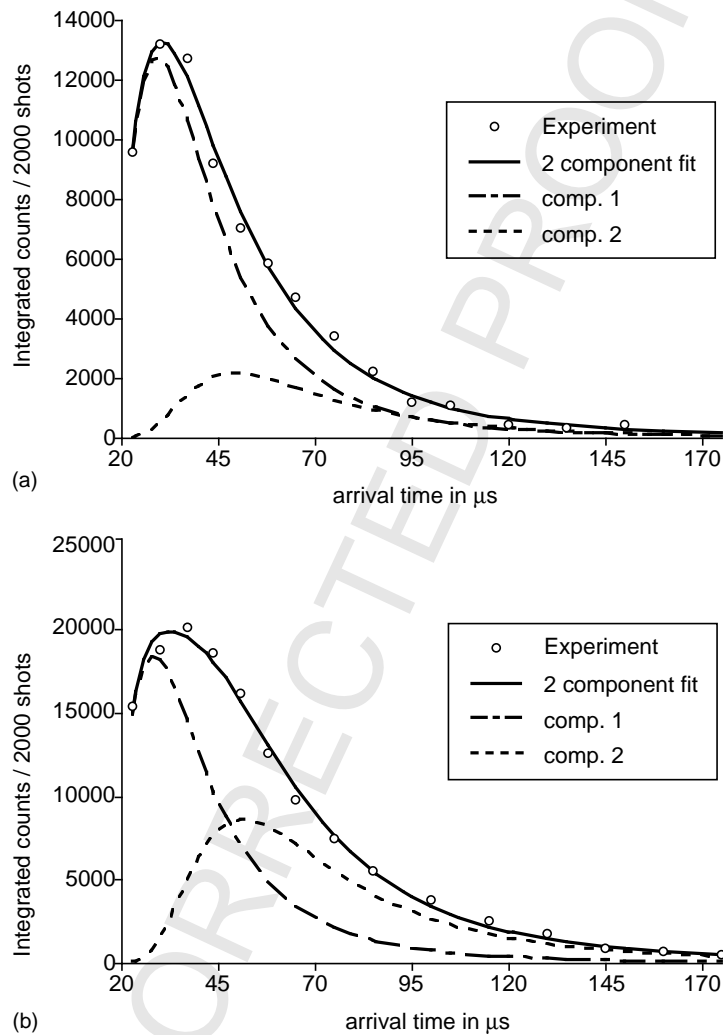 14000
12000
10000
8000
6000
4000
2000
0
Integrated counts / 2000 shots
Experiment
2 component fit
comp. 1
comp. 2
20 45 70 95 120 145 170
arrival time in μs
(a)
25000
20000
15000
10000
5000
0
Integrated counts / 2000 shots
Experiment
2 component fit
comp. 1
comp. 2
20 45 70 95 120 145 170
arrival time in μs
(b)
ORRECTED PROO